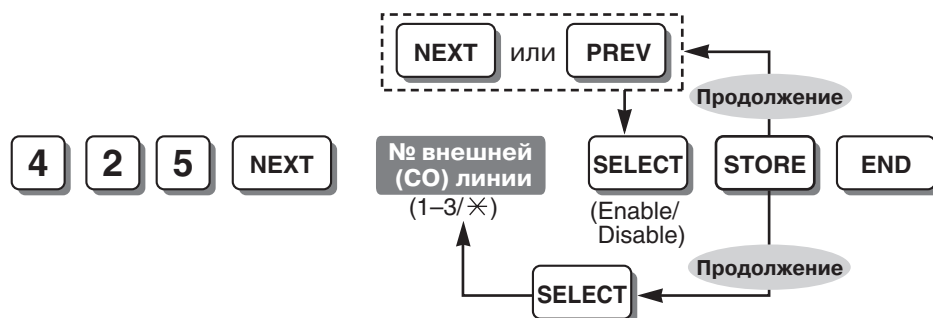 NEXT или PREV
Продолжение
4 2 5 NEXT № внешней (CO) линии SELECT STORE END
(1–3/✳) (Enable/ Disable)
Продолжение
SELECT